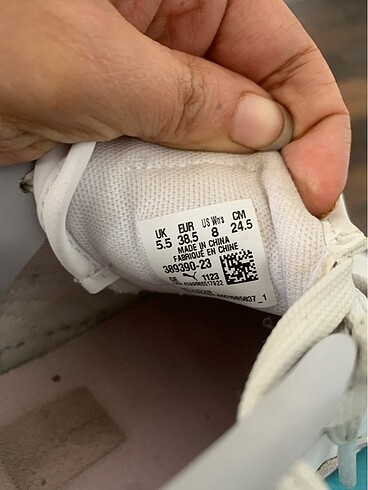 UK EUR US Wns CM
5.5 38.5 8 24.5
MADE IN CHINA
FABRIQUÉ EN CHINE
389390-23
1123